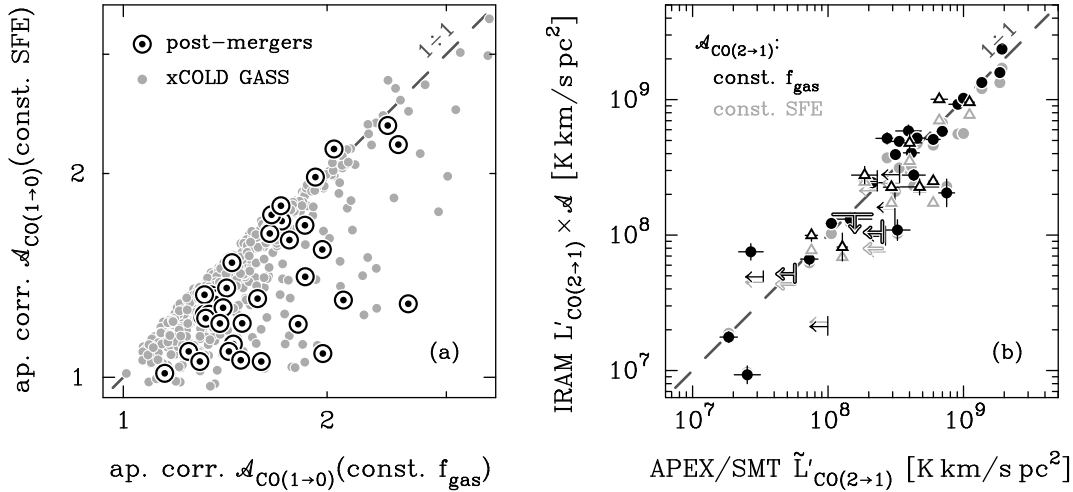 ap. corr. 𝒜CO(1→0)(const. SFE)
2
1
1÷1
post-mergers
xCOLD GASS
(a)
1 2
ap. corr. 𝒜CO(1→0)(const. fgas)
IRAM L′CO(2→1) × 𝒜 [K km/s pc²]
10⁹
10⁸
10⁷
1÷1
𝒜CO(2→1):
const. fgas
const. SFE
(b)
10⁷ 10⁸ 10⁹
APEX/SMT L̃′CO(2→1) [K km/s pc²]